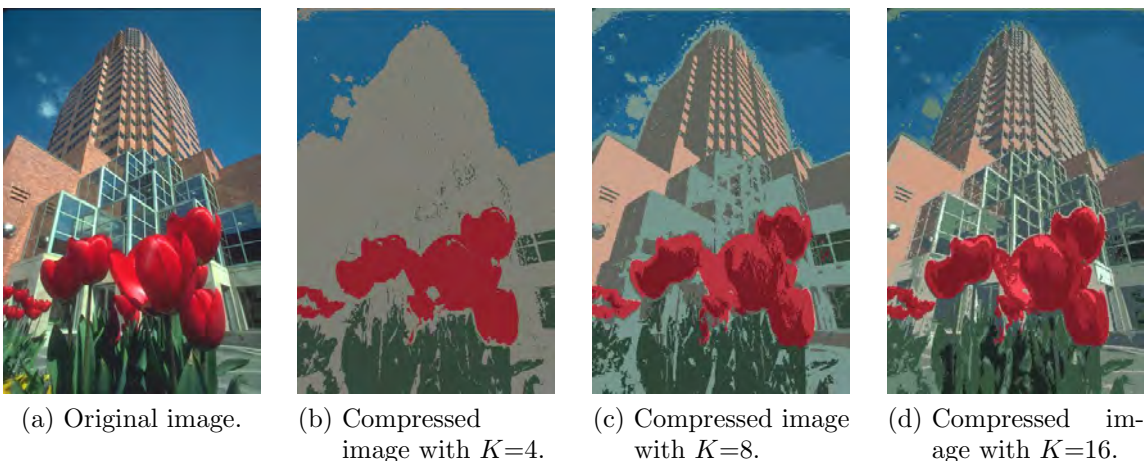 (a) Original image.
(b) Compressed
image with K=4.
(c) Compressed image
with K=8.
(d) Compressed im-
age with K=16.